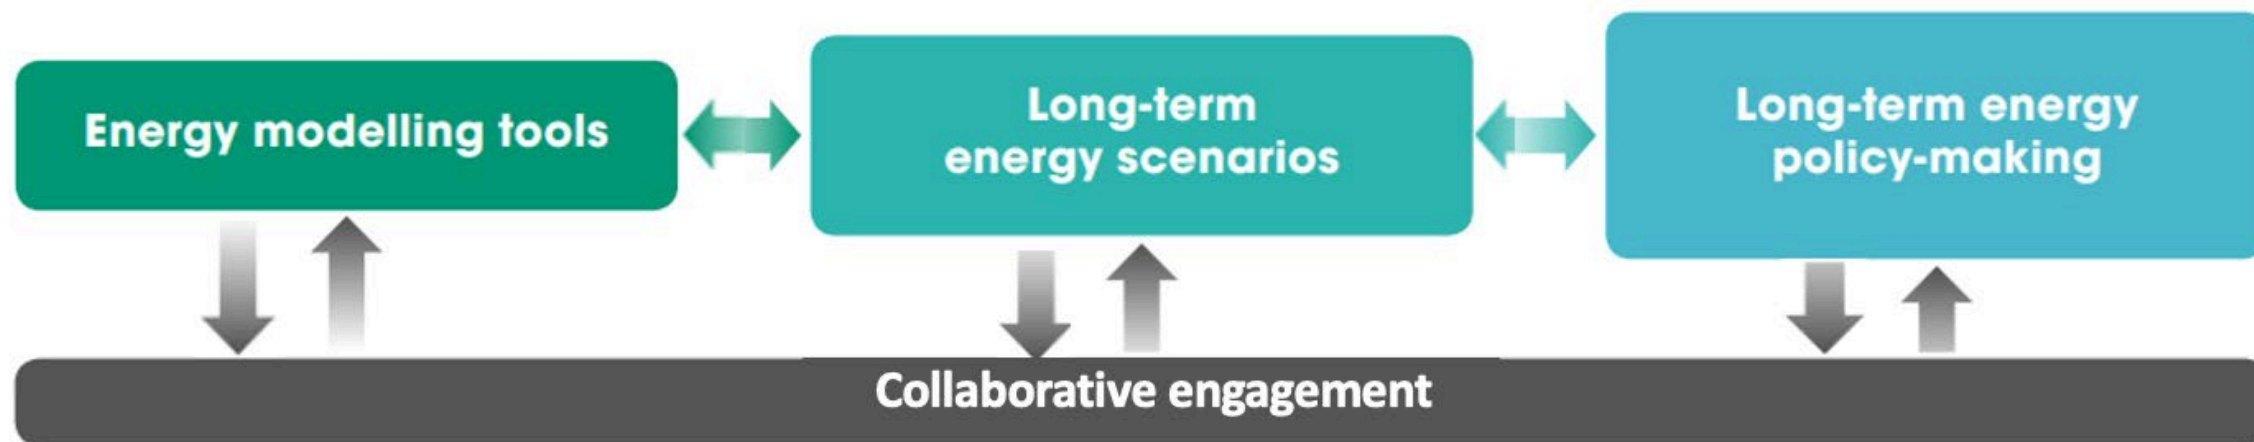 Energy modelling tools
Long-term
energy scenarios
Long-term energy
policy-making
Collaborative engagement